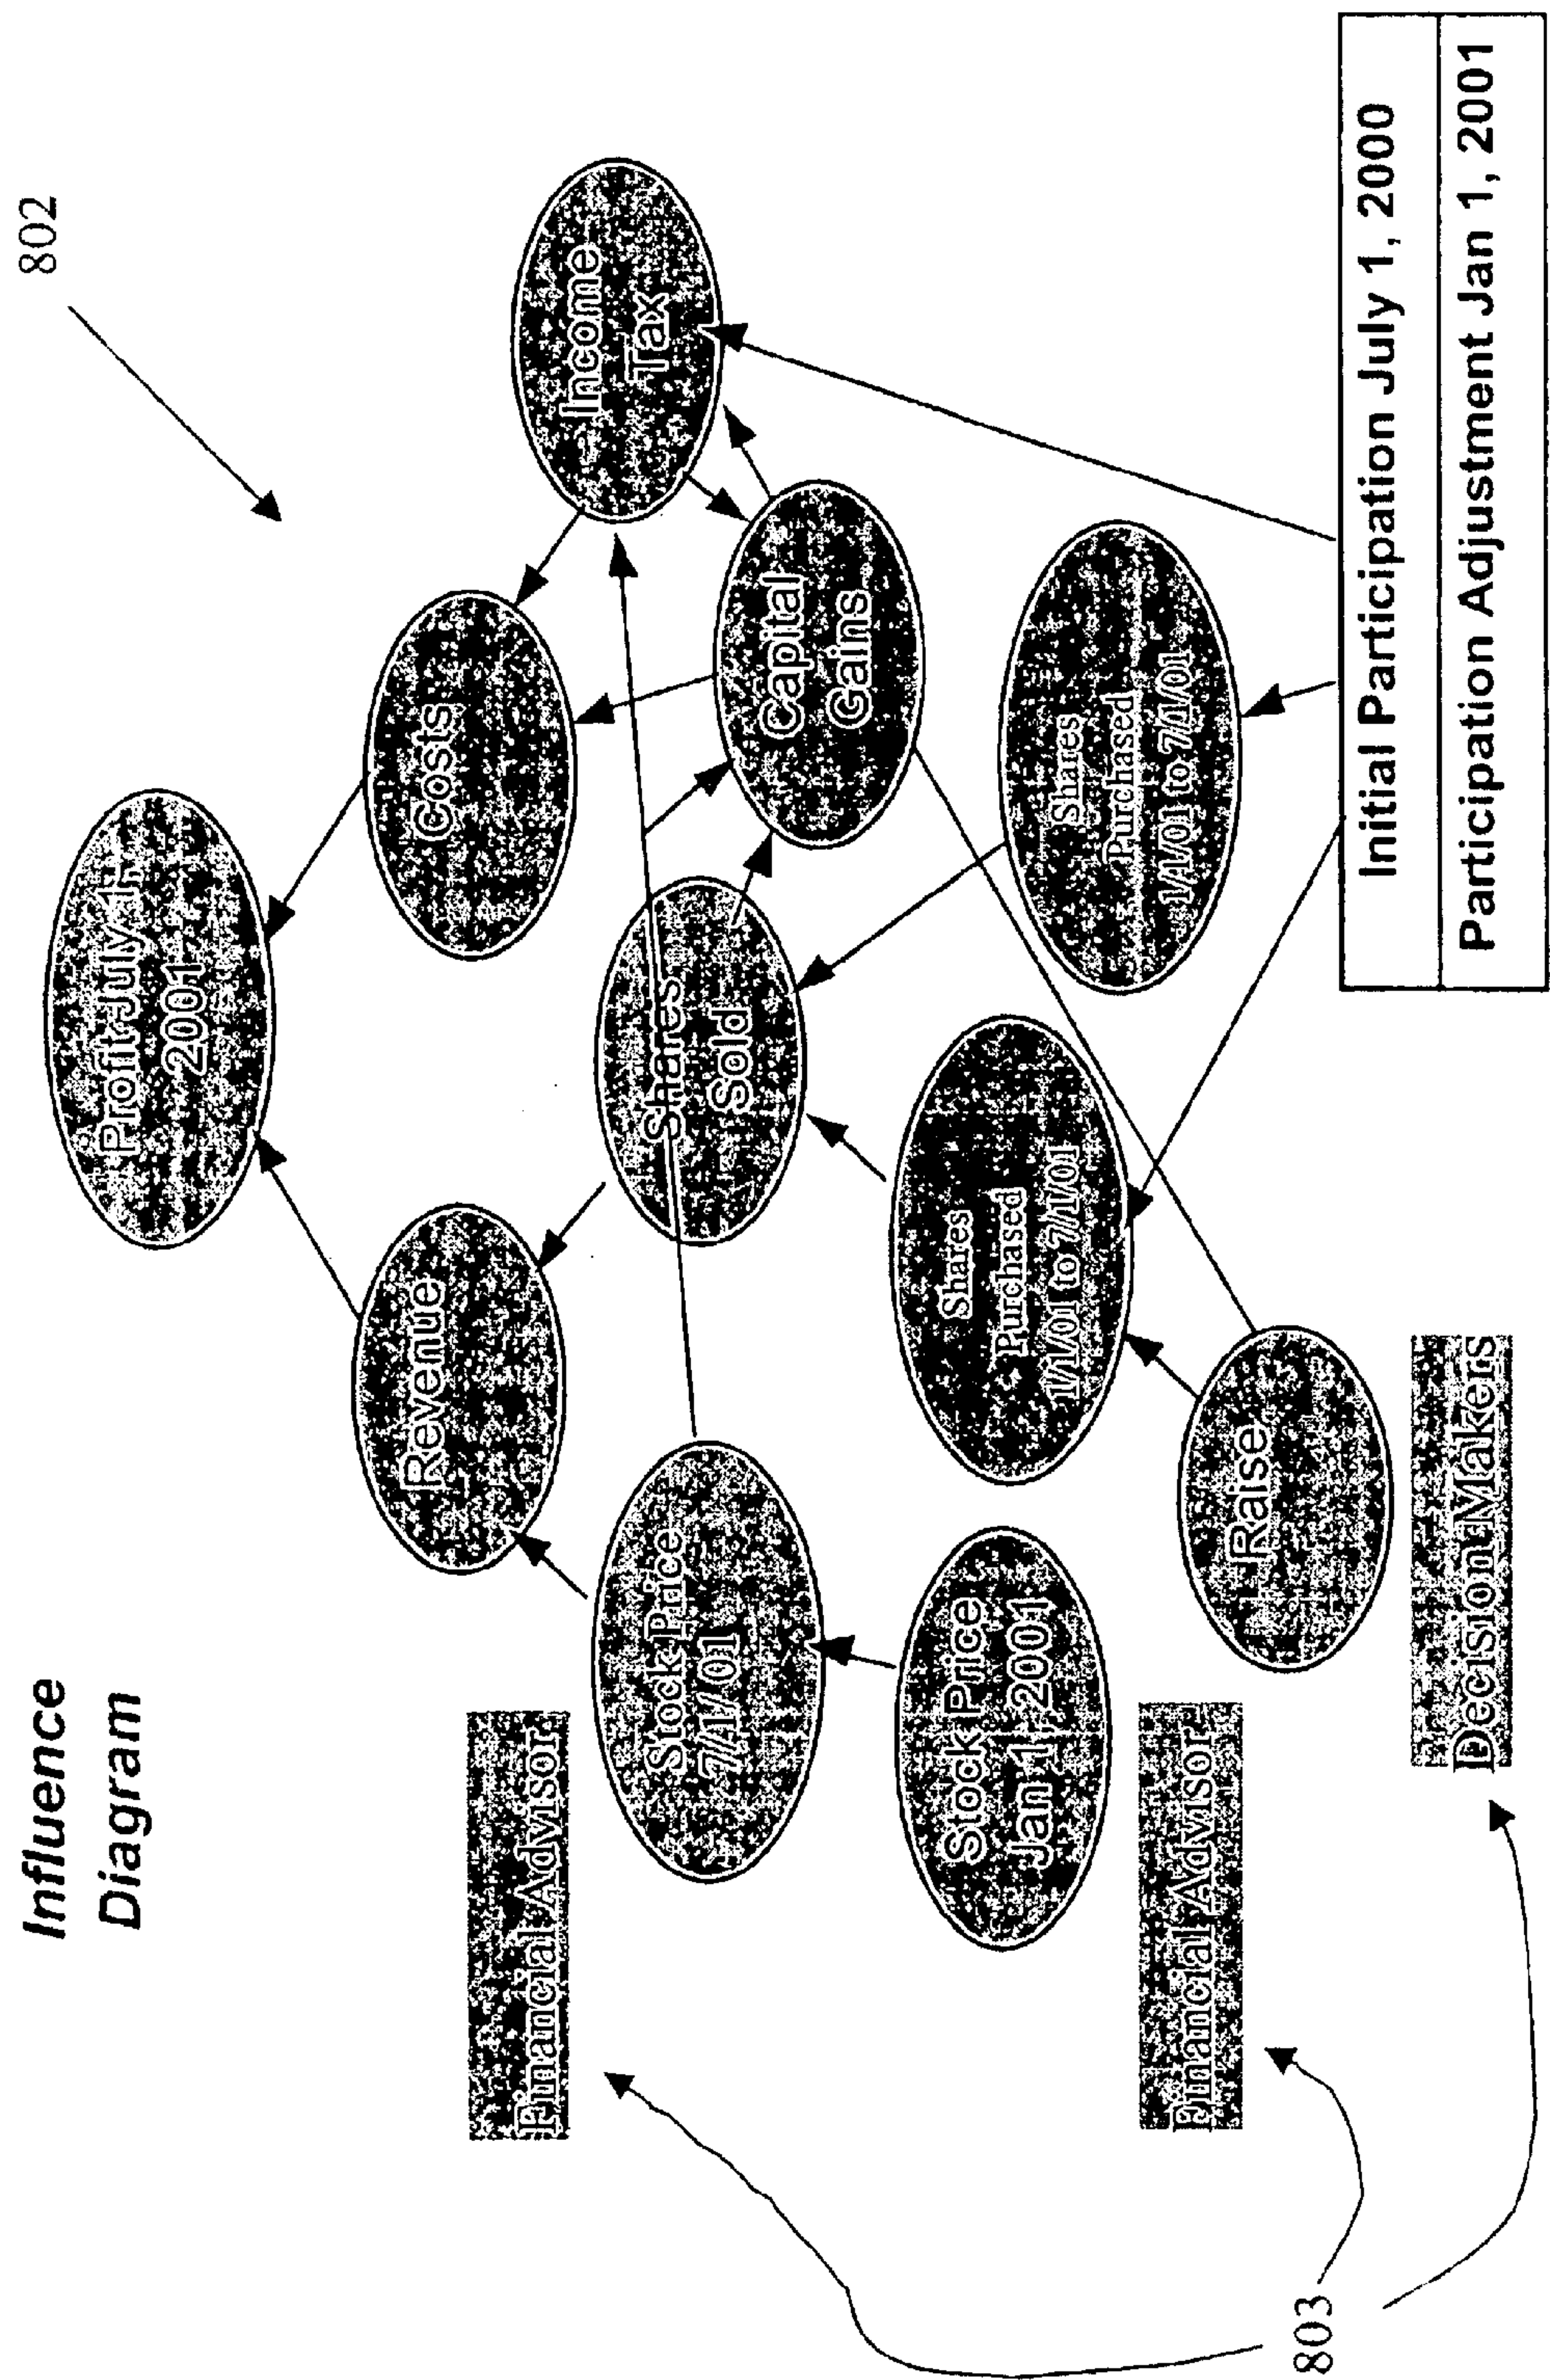 Influence
Diagram
802
Profit July 1,
2001
Revenue
Costs
Financial Advisor
Stock Price
7/1/01
Shares
Sold
Income
Tax
Capital
Gains
Stock Price
Jan 1, 2001
Shares
Purchased
1/1/01 to 7/1/01
Shares
Purchased
1/1/01 to 7/1/01
Financial Advisor
Raise
Decision Makers
Initial Participation July 1, 2000
Participation Adjustment Jan 1, 2001
803